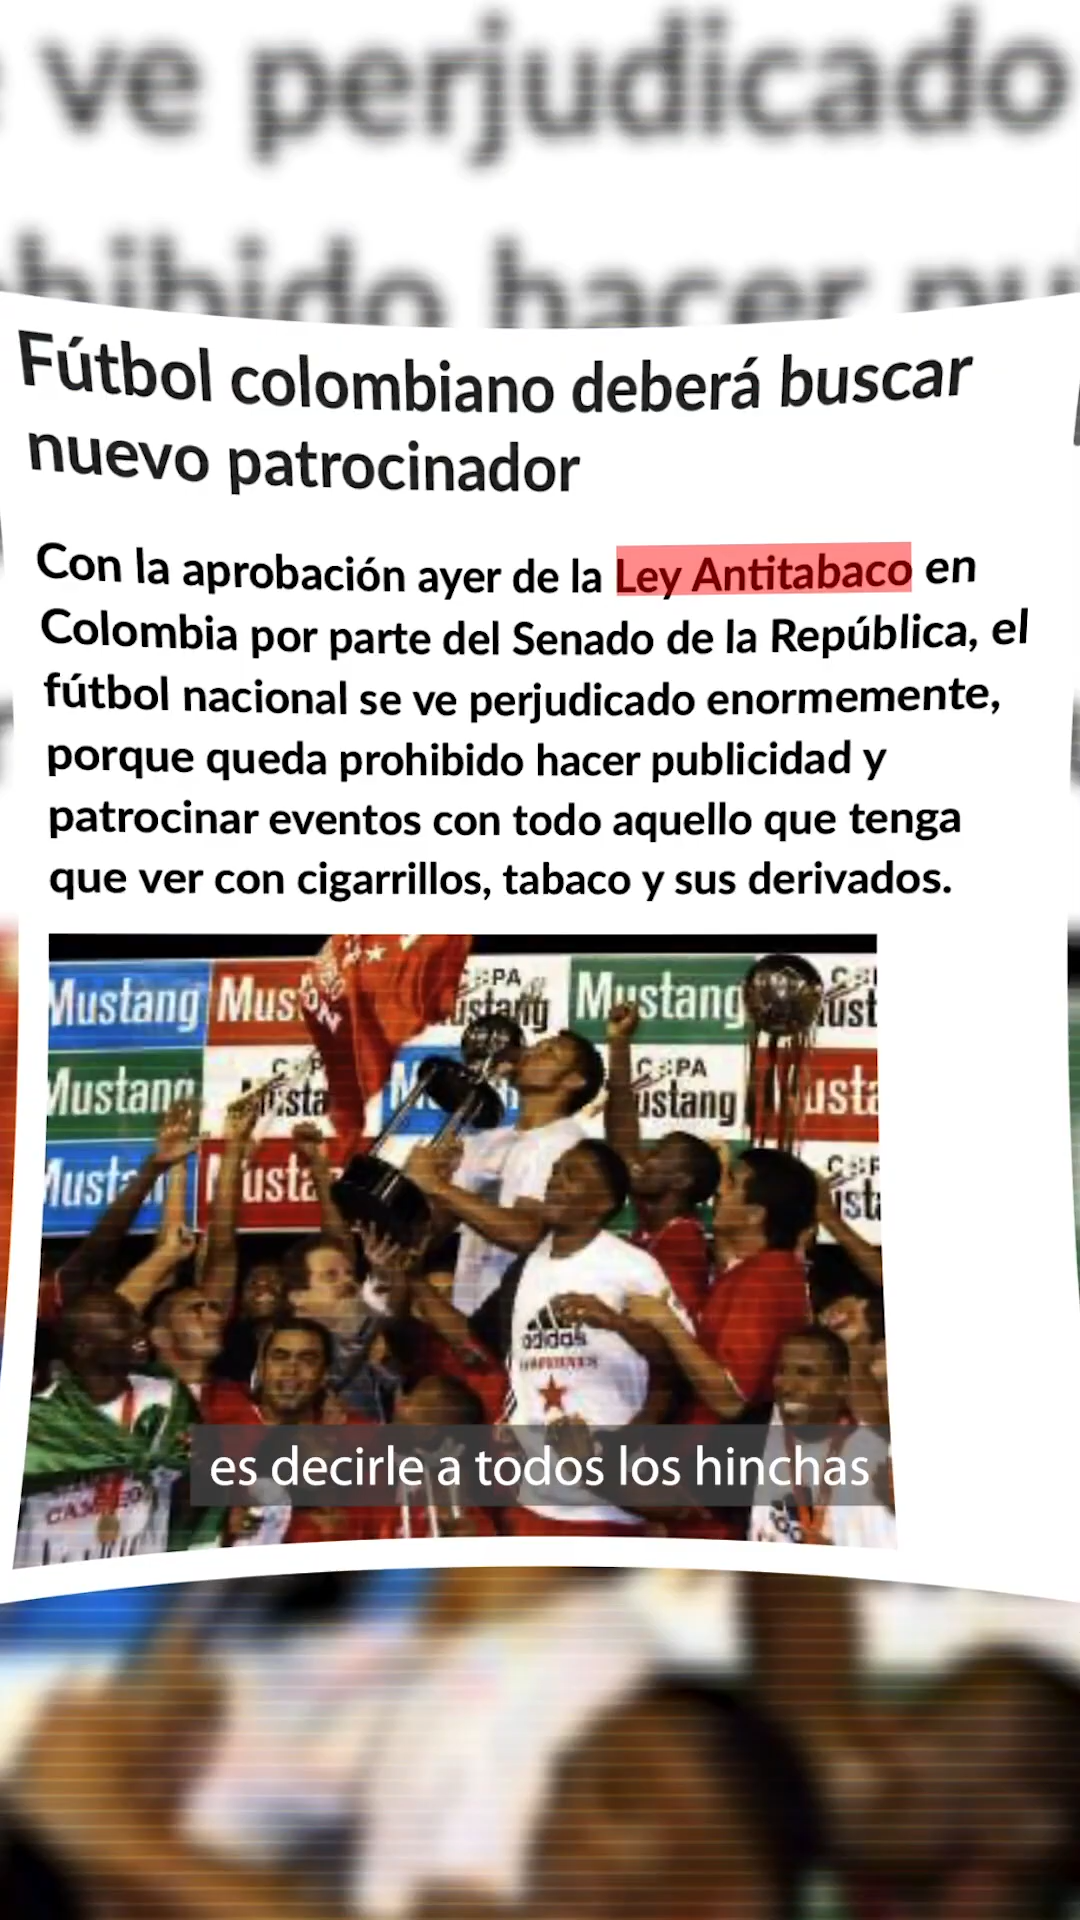 ve perjudicado
hibido hacer
Fútbol colombiano deberá buscar
nuevo patrocinador
Con la aprobación ayer de la Ley Antitabaco en
Colombia por parte del Senado de la República, el
fútbol nacional se ve perjudicado enormemente,
porque queda prohibido hacer publicidad y
patrocinar eventos con todo aquello que tenga
que ver con cigarrillos, tabaco y sus derivados.
Mustang Mustang
Mustang
adidas
es decirle a todos los hinchas